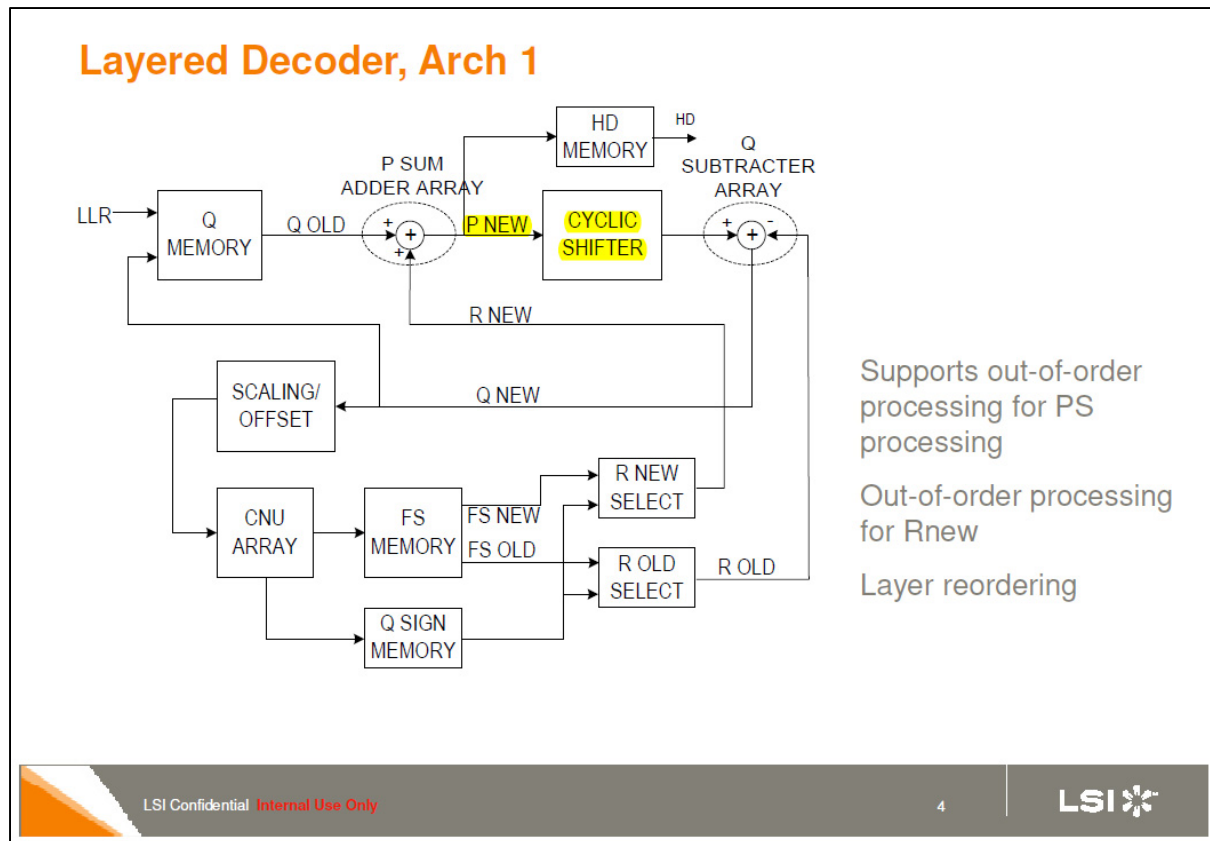 Layered Decoder, Arch 1
HD
MEMORY
HD
Q
SUBTRACTER
ARRAY
P SUM
ADDER ARRAY
LLR
Q
MEMORY
Q OLD
+
+
+
P NEW
CYCLIC
SHIFTER
+
-
+
R NEW
SCALING/
OFFSET
Q NEW
CNU
ARRAY
FS
MEMORY
FS NEW
FS OLD
R NEW
SELECT
R OLD
SELECT
R OLD
Q SIGN
MEMORY
Supports out-of-order
processing for PS
processing
Out-of-order processing
for Rnew
Layer reordering
LSI Confidential Internal Use Only
4
LSI